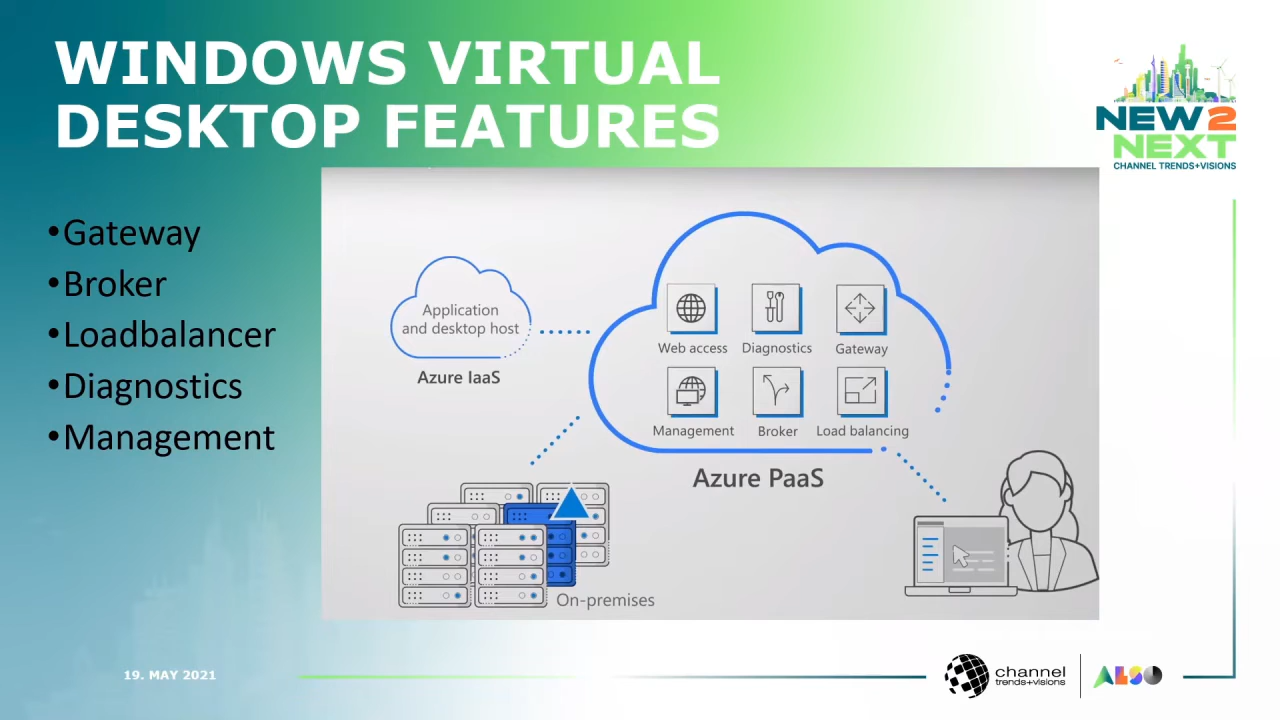 WINDOWS VIRTUAL
DESKTOP FEATURES
NEW2
NEXT
CHANNEL TRENDS+VISIONS
•Gateway
•Broker
•Loadbalancer
•Diagnostics
•Management
Application
and desktop host
Azure IaaS
Web access
Diagnostics
Gateway
Management
Broker
Load balancing
Azure PaaS
On-premises
19. MAY 2021
channel
trends+visions
ALSO